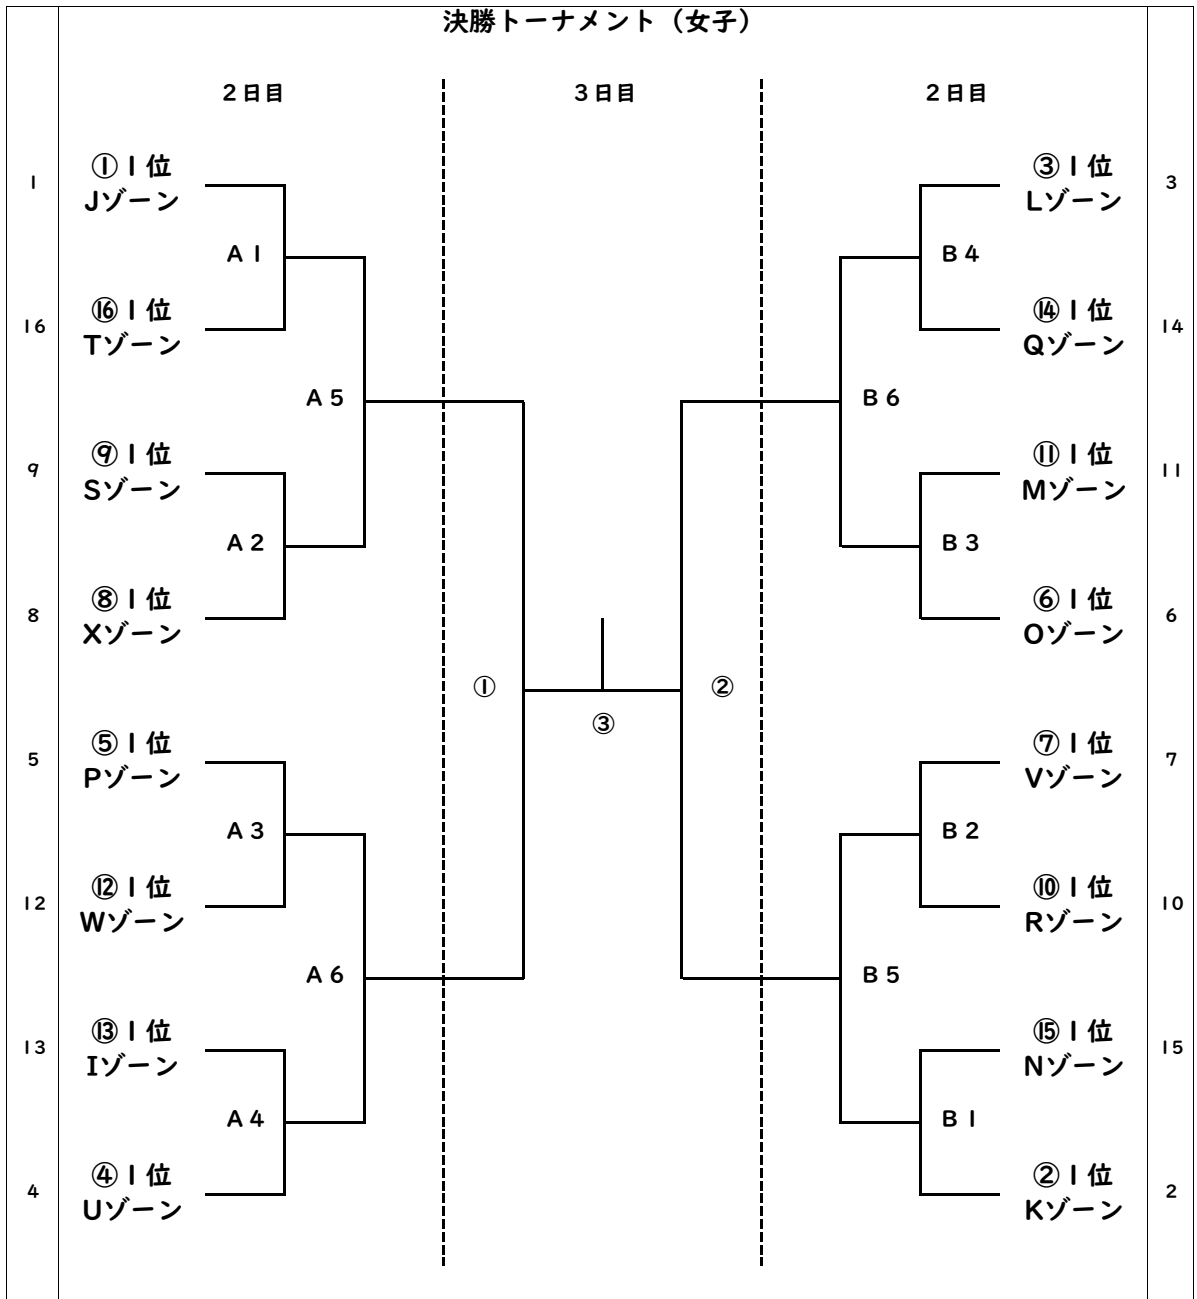 決勝トーナメント（女子）
２日目
３日目
２日目
①１位
Jゾーン
1
A１
⑯１位
Tゾーン
16
A５
⑨１位
Sゾーン
9
A２
⑧１位
Xゾーン
8
①
⑤１位
Pゾーン
5
A３
⑫１位
Wゾーン
12
A６
⑬１位
Iゾーン
13
A４
④１位
Uゾーン
4
③
②
③１位
Lゾーン
3
B４
⑭１位
Qゾーン
14
B６
⑪１位
Mゾーン
11
B３
⑥１位
Oゾーン
6
⑦１位
Vゾーン
7
B２
⑩１位
Rゾーン
10
B５
⑮１位
Nゾーン
15
B１
②１位
Kゾーン
2